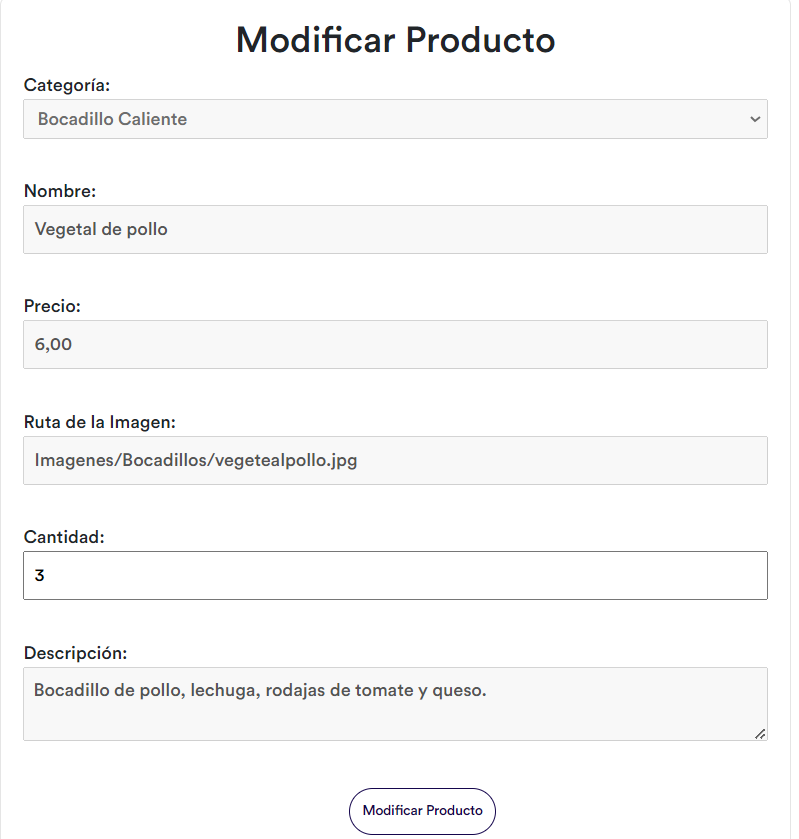 Modificar Producto
Categoría:
Bocadillo Caliente
Nombre:
Vegetal de pollo
Precio:
6,00
Ruta de la Imagen:
Imagenes/Bocadillos/vegetealpollo.jpg
Cantidad:
3
Descripción:
Bocadillo de pollo, lechuga, rodajas de tomate y queso.
Modificar Producto